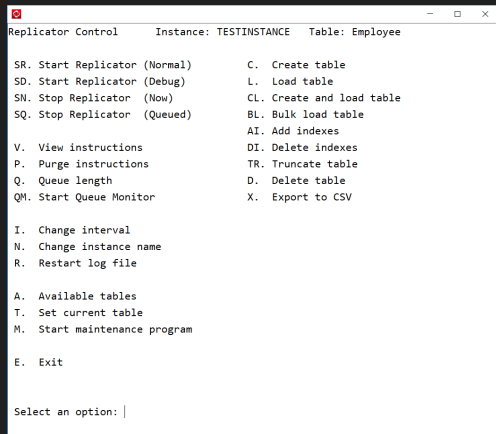 Replicator Control      Instance: TESTINSTANCE   Table: Employee
SR. Start Replicator (Normal)         C.  Create table
SD. Start Replicator (Debug)          L.  Load table
SN. Stop Replicator  (Now)            CL. Create and load table
SQ. Stop Replicator  (Queued)         BL. Bulk load table
                                      AI. Add indexes
V.  View instructions                 DI. Delete indexes
P.  Purge instructions                TR. Truncate table
Q.  Queue length                      D.  Delete table
QM. Start Queue Monitor               X.  Export to CSV
I.  Change interval
N.  Change instance name
R.  Restart log file
A.  Available tables
T.  Set current table
M.  Start maintenance program
E.  Exit
Select an option: